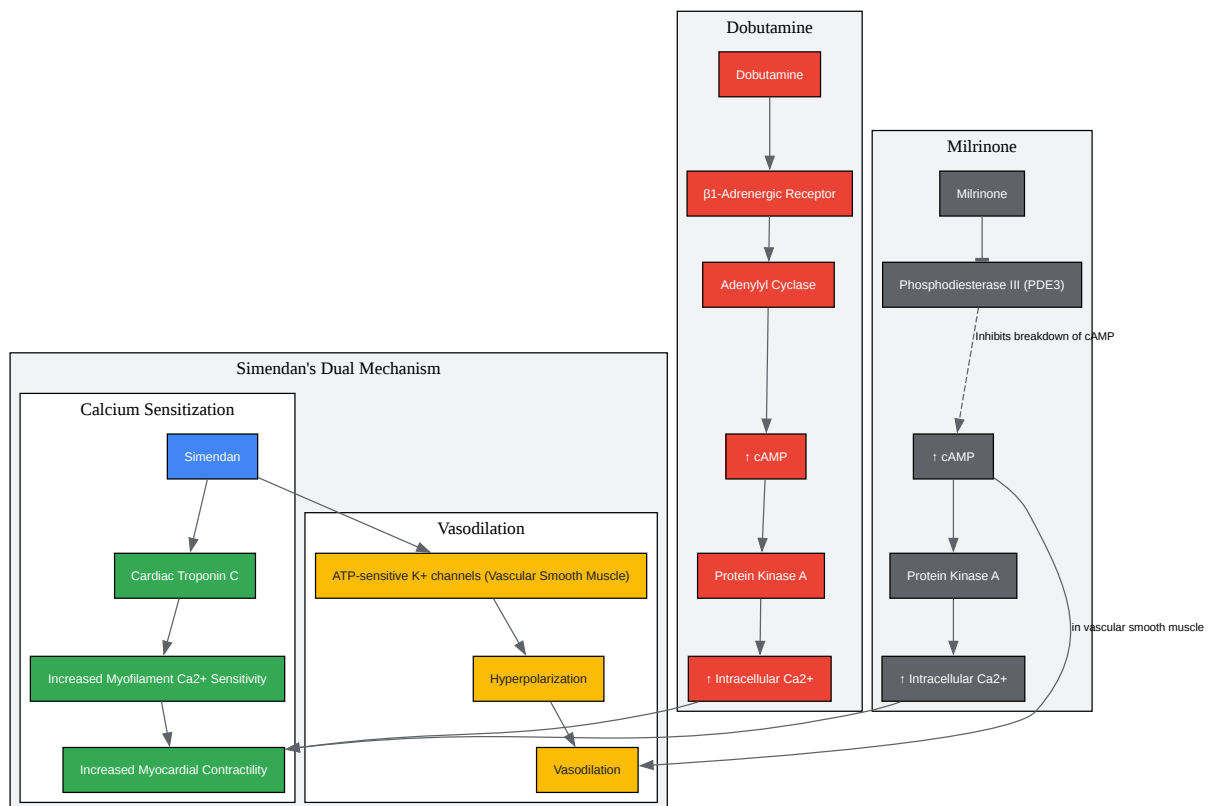 Dobutamine
Dobutamine
β1-Adrenergic Receptor
Adenylyl Cyclase
↑ cAMP
Protein Kinase A
↑ Intracellular Ca2+
Milrinone
Milrinone
Phosphodiesterase III (PDE3)
Inhibits breakdown of cAMP
↑ cAMP
Protein Kinase A
in vascular smooth muscle
↑ Intracellular Ca2+
Simendan's Dual Mechanism
Calcium Sensitization
Simendan
Cardiac Troponin C
Increased Myofilament Ca2+ Sensitivity
Increased Myocardial Contractility
Vasodilation
ATP-sensitive K+ channels (Vascular Smooth Muscle)
Hyperpolarization
Vasodilation